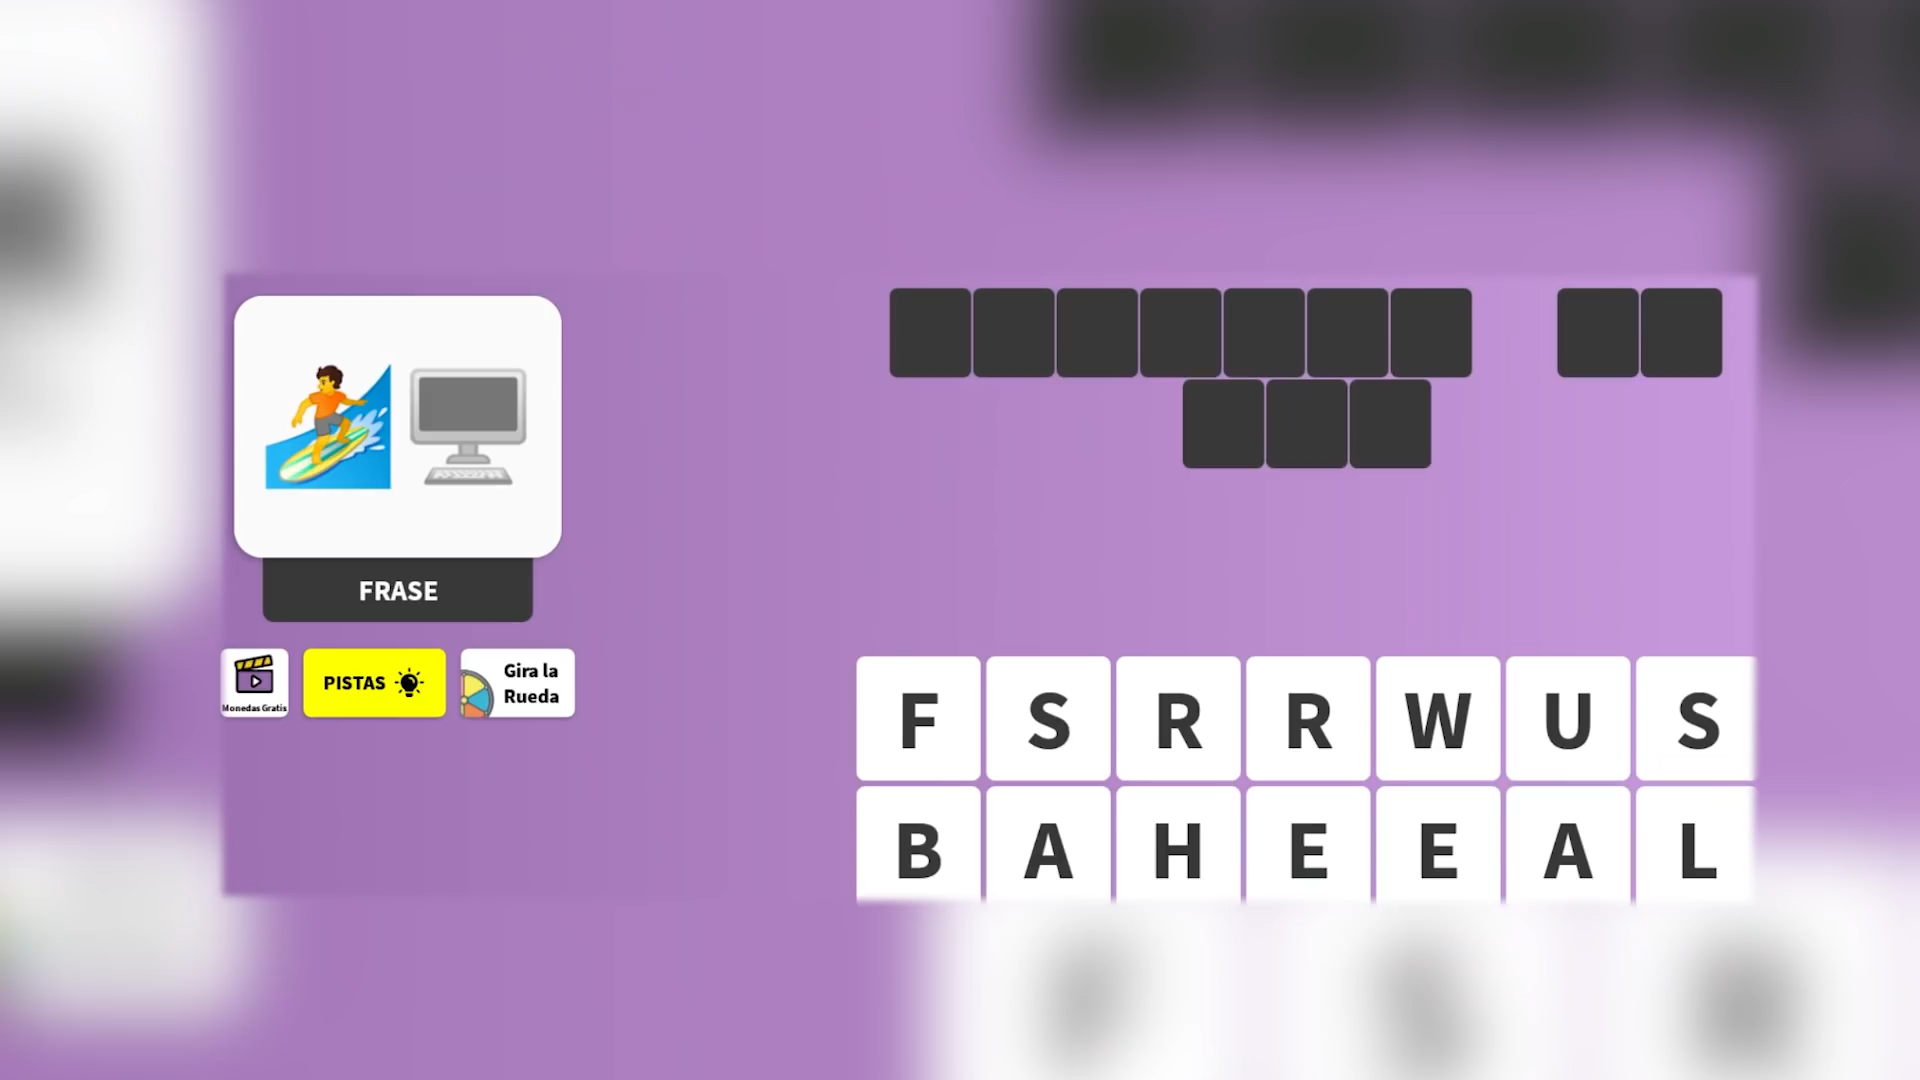 FRASE
Monedas Gratis
PISTAS
Gira la
Rueda
F S R R W U S
B A H E E A L